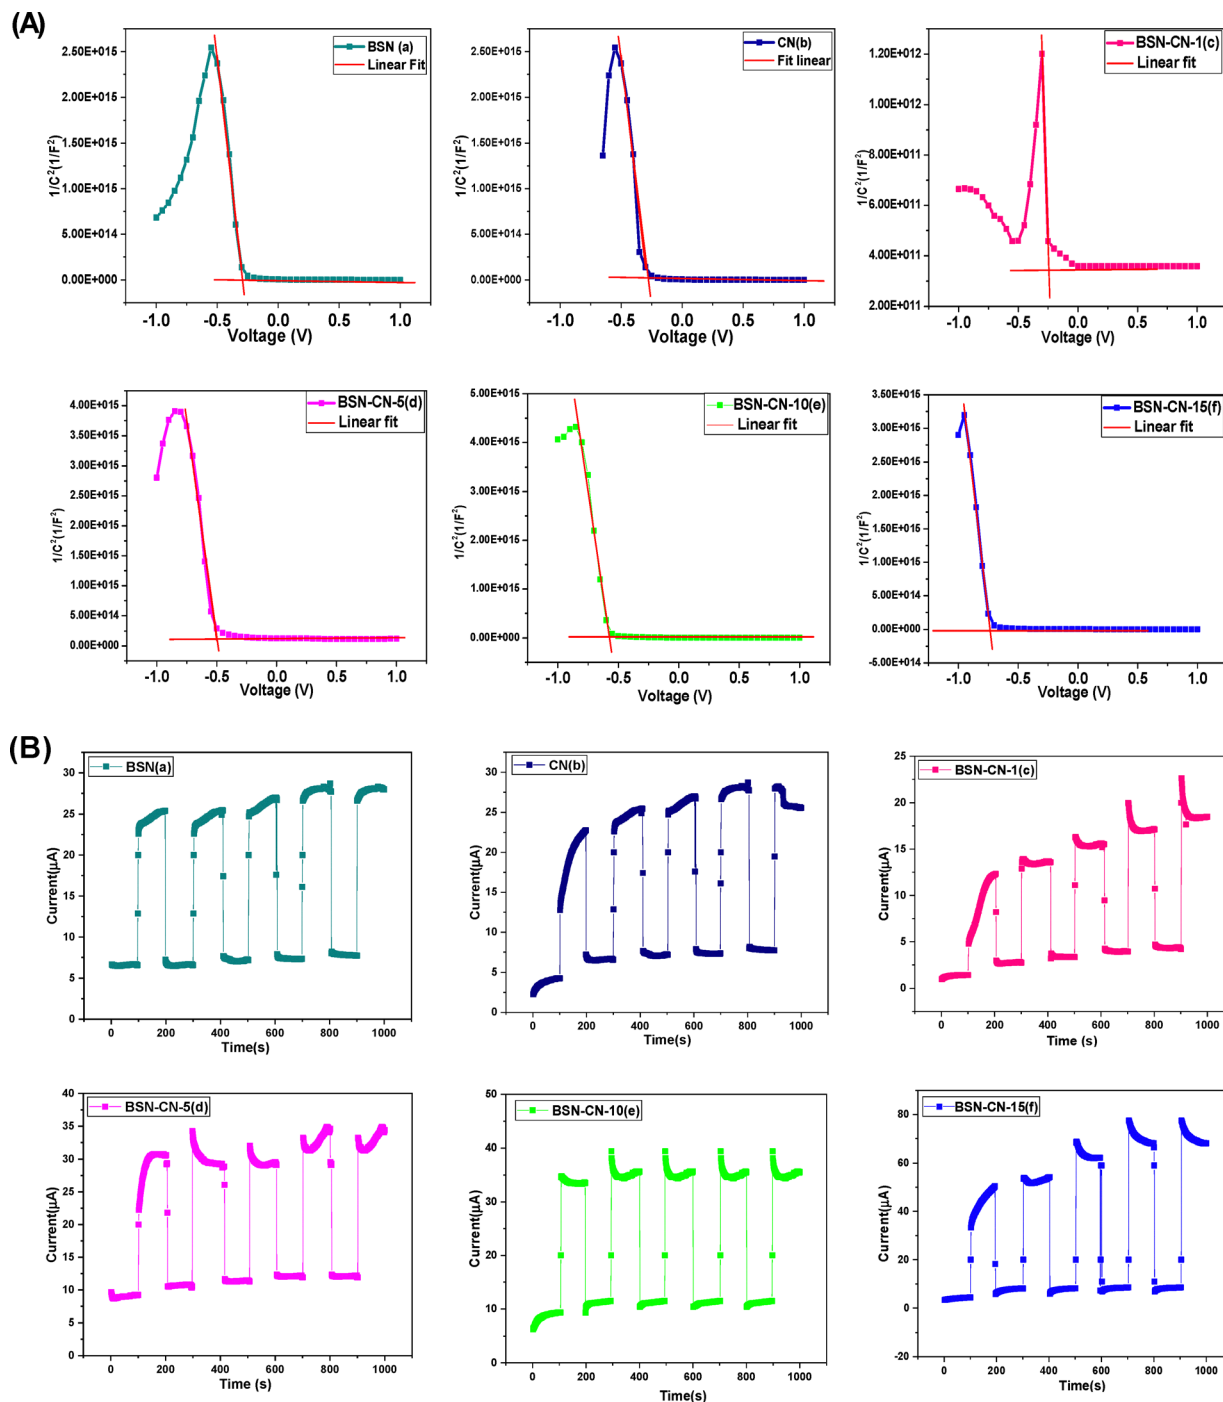 (A)
BSN (a)
Linear Fit
2.50E+015
2.00E+015
1.50E+015
1.00E+015
5.00E+014
0.00E+000
1/C²(1/F²)
-1.0 -0.5 0.0 0.5 1.0
Voltage (V)
CN(b)
Fit linear
2.50E+015
2.00E+015
1.50E+015
1.00E+015
5.00E+014
0.00E+000
1/C²(1/F²)
-1.0 -0.5 0.0 0.5 1.0
Voltage (V)
BSN-CN-1(c)
Linear fit
1.20E+012
1.00E+012
8.00E+011
6.00E+011
4.00E+011
2.00E+011
1/C²(1/F²)
-1.0 -0.5 0.0 0.5 1.0
Voltage (V)
BSN-CN-5(d)
Linear fit
4.00E+015
3.50E+015
3.00E+015
2.50E+015
2.00E+015
1.50E+015
1.00E+015
5.00E+014
0.00E+000
1/C²(1/F²)
-1.0 -0.5 0.0 0.5 1.0
Voltage (V)
BSN-CN-10(e)
Linear fit
5.00E+015
4.00E+015
3.00E+015
2.00E+015
1.00E+015
0.00E+000
1/C²(1/F²)
-1.0 -0.5 0.0 0.5 1.0
Voltage (V)
BSN-CN-15(f)
Linear fit
3.50E+015
3.00E+015
2.50E+015
2.00E+015
1.50E+015
1.00E+015
5.00E+014
0.00E+000
-5.00E+014
1/C²(1/F²)
-1.0 -0.5 0.0 0.5 1.0
Voltage (V)
(B)
BSN(a)
30
25
20
15
10
5
0
Current(µA)
0 200 400 600 800 1000
Time(s)
CN(b)
30
25
20
15
10
5
0
Current(µA)
0 200 400 600 800 1000
Time(s)
BSN-CN-1(c)
25
20
15
10
5
0
Current(µA)
0 200 400 600 800 1000
Time (s)
BSN-CN-5(d)
40
35
30
25
20
15
10
5
0
Current(µA)
0 200 400 600 800 1000
Time (s)
BSN-CN-10(e)
50
40
30
20
10
0
Current(µA)
0 200 400 600 800 1000
Time(s)
BSN-CN-15(f)
80
60
40
20
0
-20
Current(µA)
0 200 400 600 800 1000
Time (s)